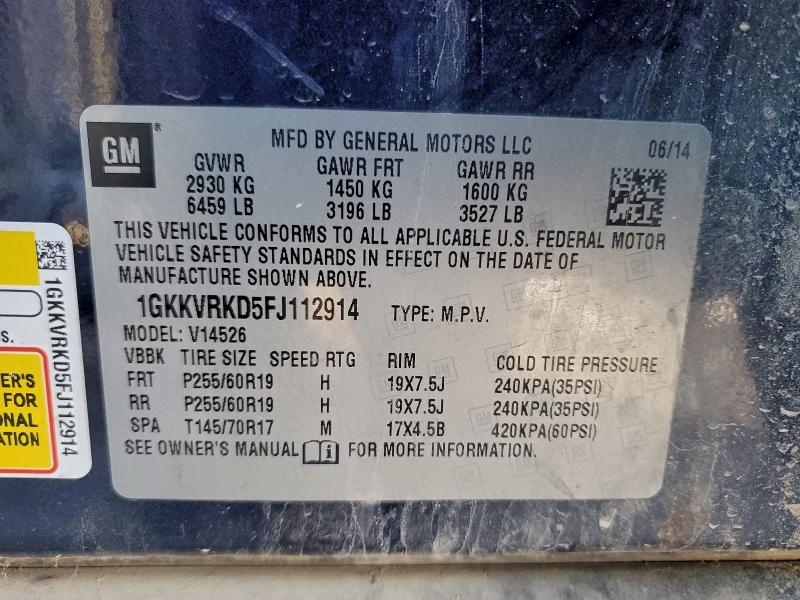 GM
®
MFD BY GENERAL MOTORS LLC
06/14
GVWR GAWR FRT GAWR RR
2930 KG 1450 KG 1600 KG
6459 LB 3196 LB 3527 LB
THIS VEHICLE CONFORMS TO ALL APPLICABLE U.S. FEDERAL MOTOR
VEHICLE SAFETY STANDARDS IN EFFECT ON THE DATE OF
MANUFACTURE SHOWN ABOVE.
1GKKVRKD5FJ112914 TYPE: M.P.V.
MODEL: V14526
VBBK TIRE SIZE SPEED RTG RIM COLD TIRE PRESSURE
FRT P255/60R19 H 19X7.5J 240KPA(35PSI)
RR P255/60R19 H 19X7.5J 240KPA(35PSI)
SPA T145/70R17 M 17X4.5B 420KPA(60PSI)
SEE OWNER'S MANUAL i FOR MORE INFORMATION.
1GKKVRKD5FJ112914
S.
ER'S
FOR
ONAL
ATION